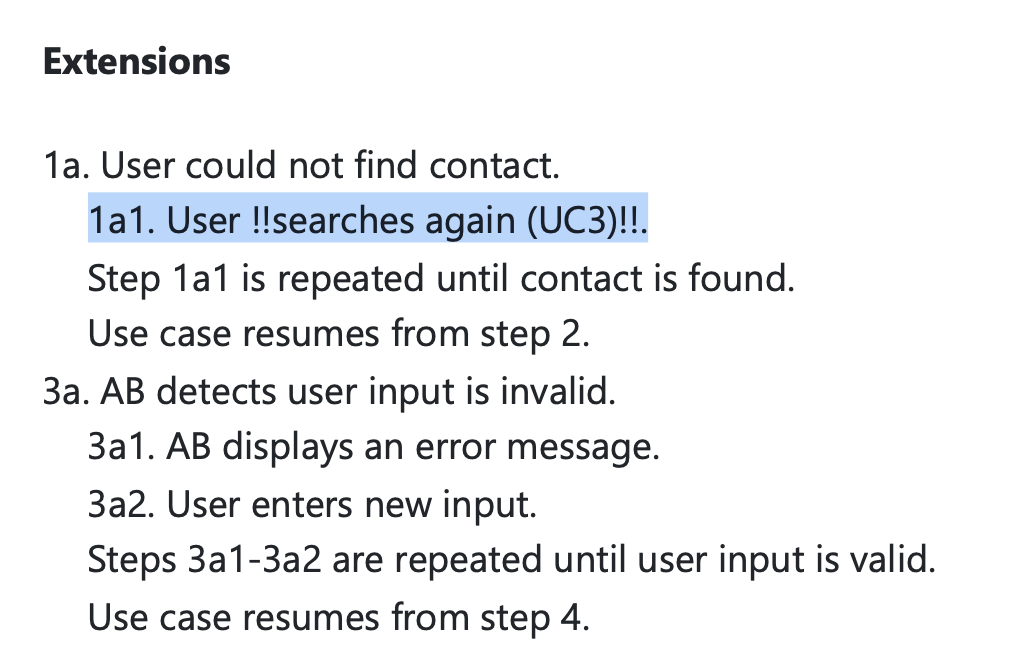 Extensions
1a. User could not find contact.
1a1. User !!searches again (UC3)!!.
Step 1a1 is repeated until contact is found.
Use case resumes from step 2.
3a. AB detects user input is invalid.
3a1. AB displays an error message.
3a2. User enters new input.
Steps 3a1-3a2 are repeated until user input is valid.
Use case resumes from step 4.